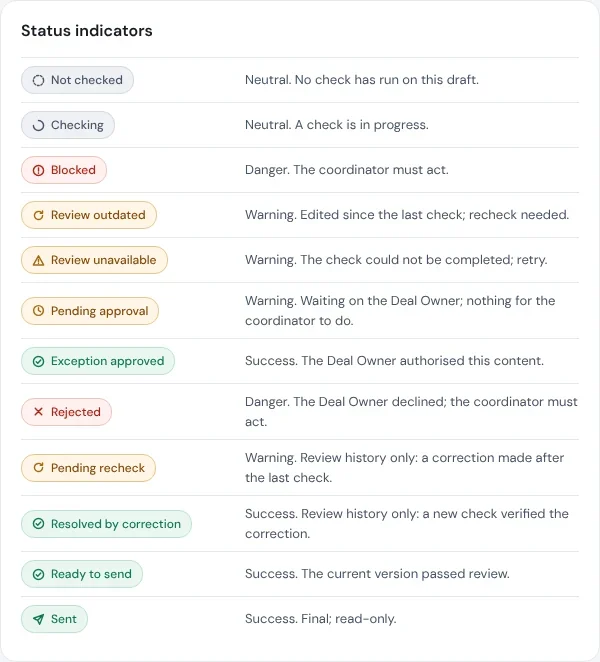 Status indicators
Not checked
Neutral. No check has run on this draft.
Checking
Neutral. A check is in progress.
Blocked
Danger. The coordinator must act.
Review outdated
Warning. Edited since the last check; recheck needed.
Review unavailable
Warning. The check could not be completed; retry.
Pending approval
Warning. Waiting on the Deal Owner; nothing for the
coordinator to do.
Exception approved
Success. The Deal Owner authorised this content.
Rejected
Danger. The Deal Owner declined; the coordinator must
act.
Pending recheck
Warning. Review history only: a correction made after
the last check.
Resolved by correction
Success. Review history only: a new check verified the
correction.
Ready to send
Success. The current version passed review.
Sent
Success. Final; read-only.